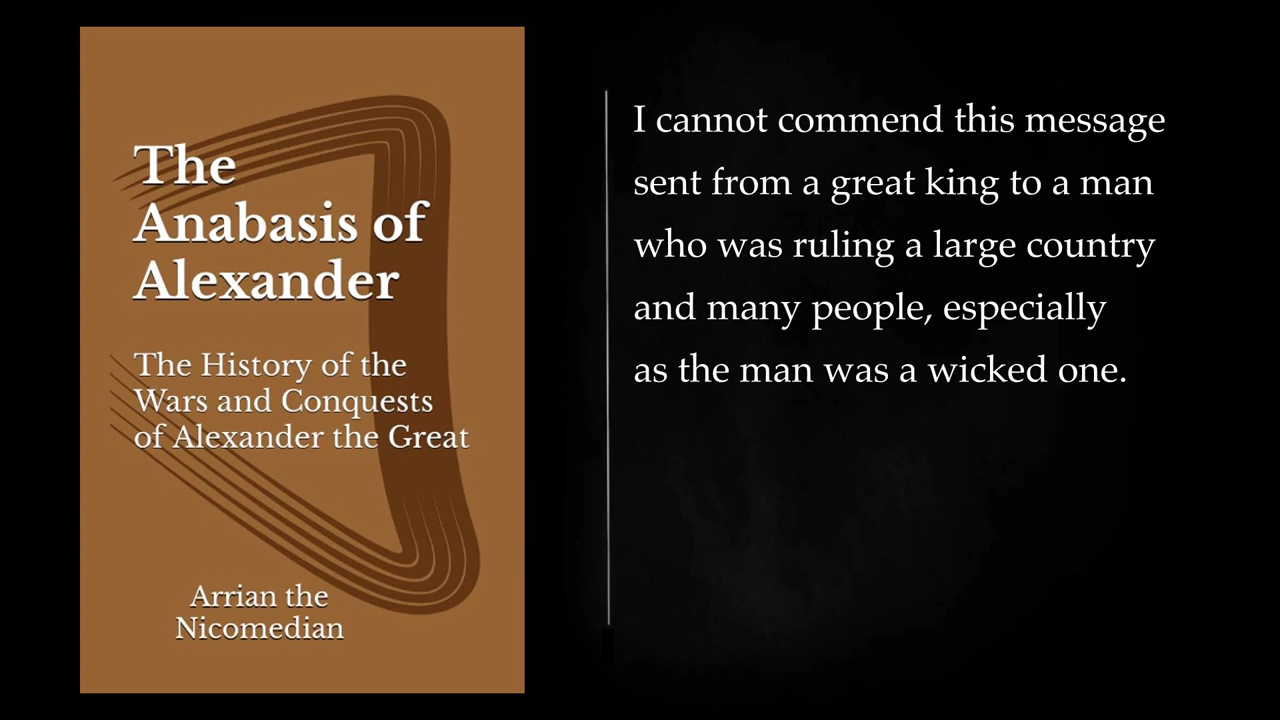 The
Anabasis of
Alexander
The History of the
Wars and Conquests
of Alexander the Great
Arrian the
Nicomedian
I cannot commend this message
sent from a great king to a man
who was ruling a large country
and many people, especially
as the man was a wicked one.